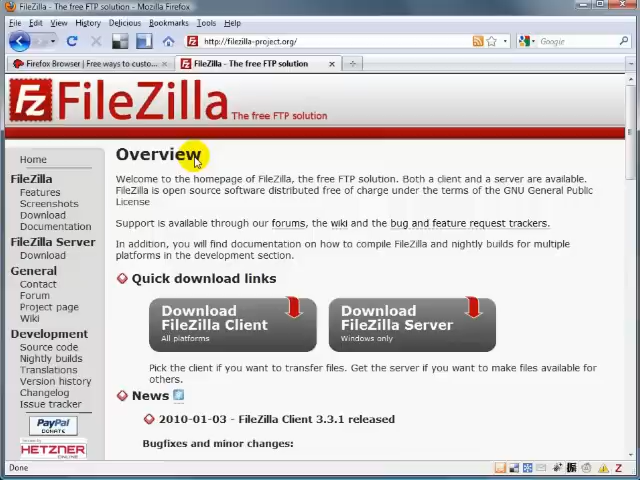 FileZilla - The free FTP solution - Mozilla Firefox
File Edit View History Delicious Bookmarks Tools Help
http://filezilla-project.org/
Google
Firefox Browser | Free ways to custo...
FileZilla - The free FTP solution
FileZilla The free FTP solution
Home
FileZilla
Features
Screenshots
Download
Documentation
FileZilla Server
Download
General
Contact
Forum
Project page
Wiki
Development
Source code
Nightly builds
Translations
Version history
Changelog
Issue tracker
PayPal
DONATE
HETZNER
ONLINE
Overview
Welcome to the homepage of FileZilla, the free FTP solution. Both a client and a server are available.
FileZilla is open source software distributed free of charge under the terms of the GNU General Public
License
Support is available through our forums, the wiki and the bug and feature request trackers.
In addition, you will find documentation on how to compile FileZilla and nightly builds for multiple
platforms in the development section.
Quick download links
Download
FileZilla Client
All platforms
Download
FileZilla Server
Windows only
Pick the client if you want to transfer files. Get the server if you want to make files available for
others.
News
2010-01-03 - FileZilla Client 3.3.1 released
Bugfixes and minor changes:
Done